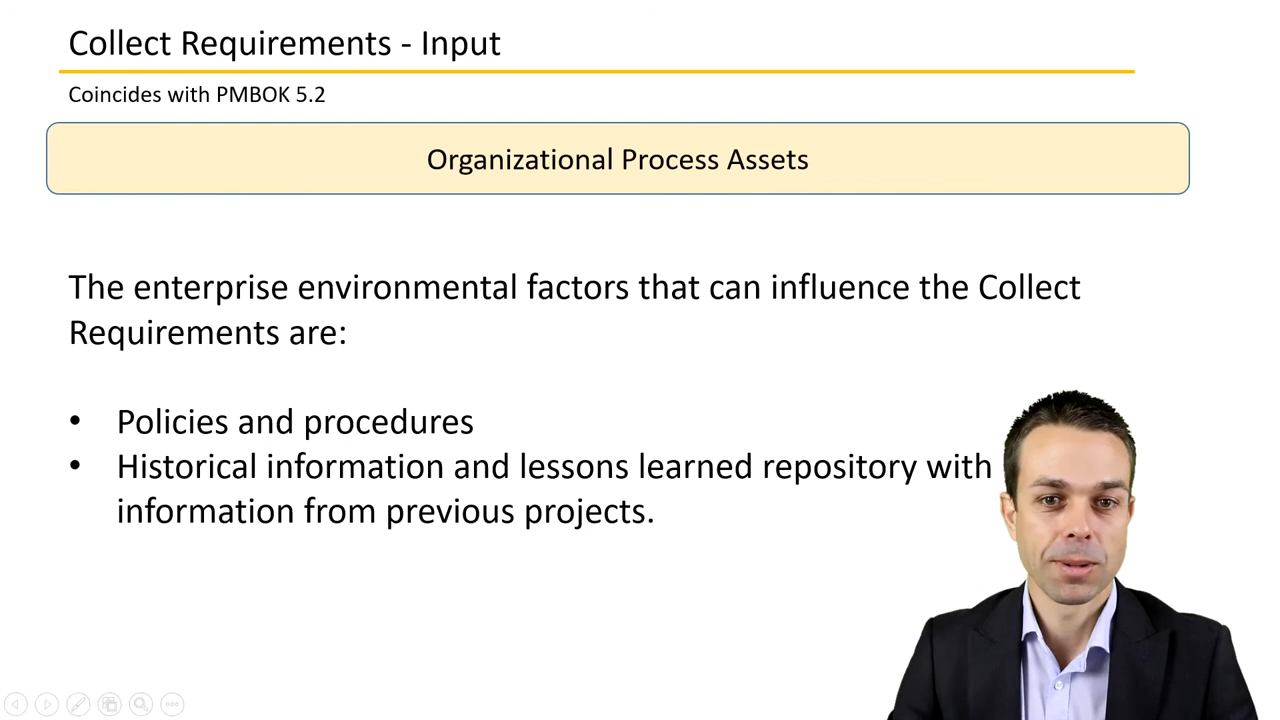 Collect Requirements - Input
Coincides with PMBOK 5.2
Organizational Process Assets
The enterprise environmental factors that can influence the Collect
Requirements are:
• Policies and procedures
• Historical information and lessons learned repository with
information from previous projects.